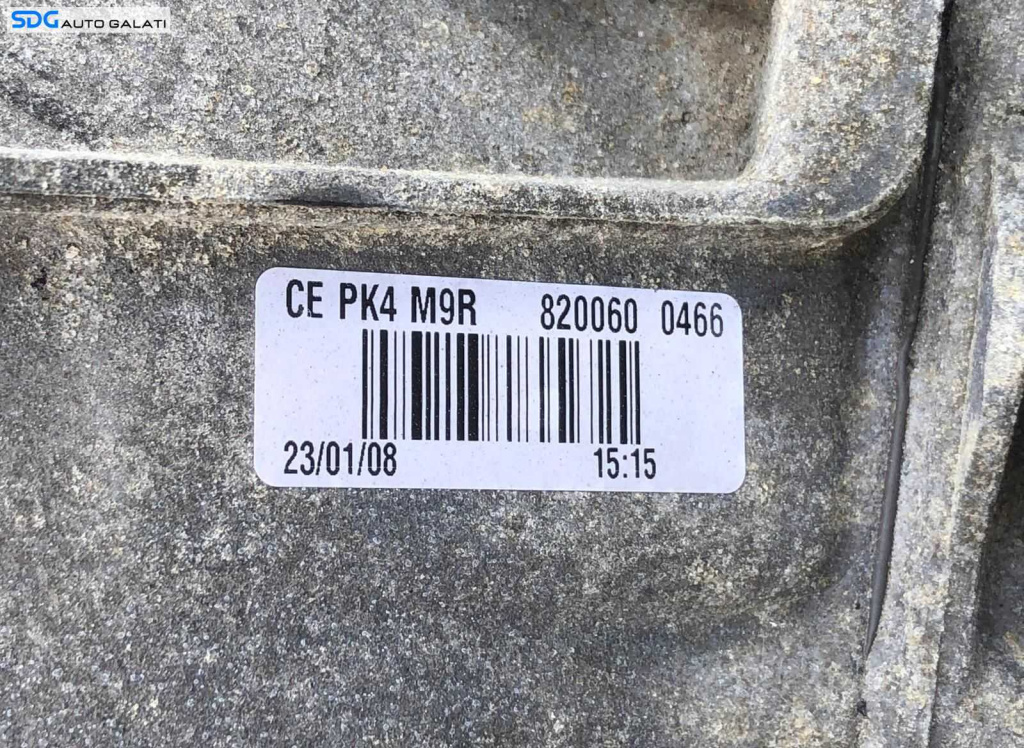 SDG AUTO GALATI
CE PK4 M9R 820060 0466
23/01/08 15:15